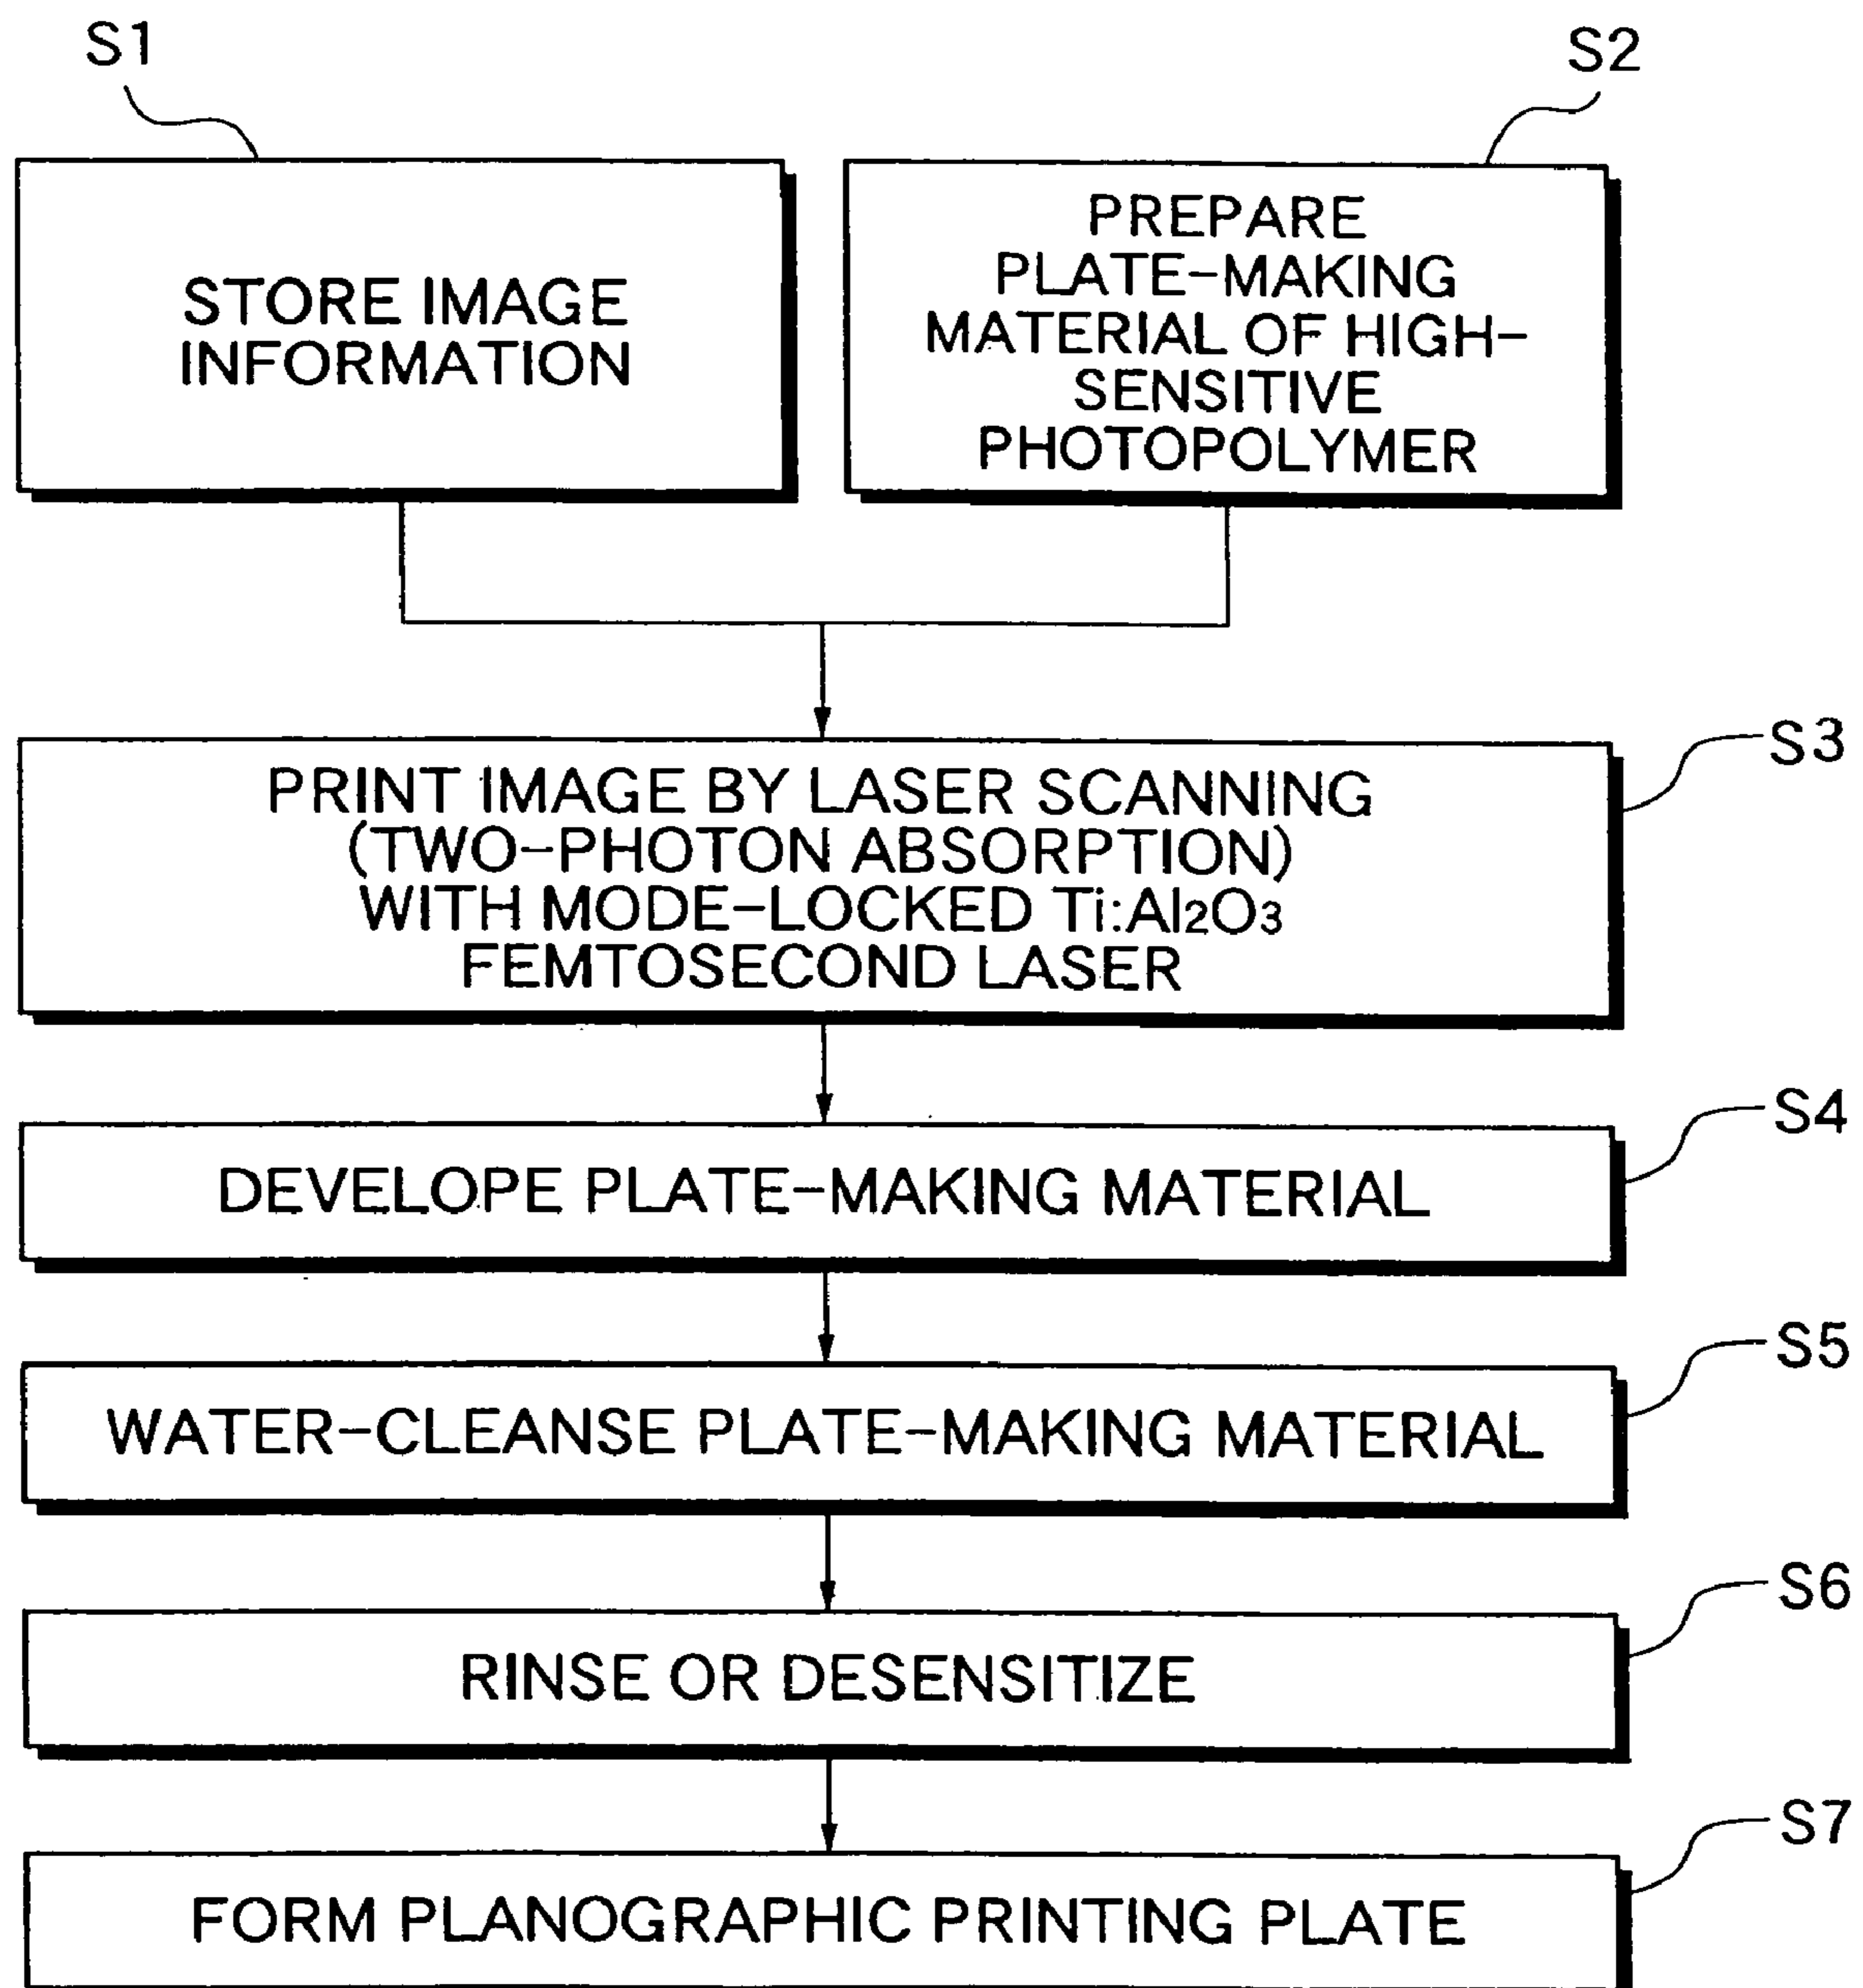 S1
S2
STORE IMAGE
INFORMATION
PREPARE
PLATE-MAKING
MATERIAL OF HIGH-
SENSITIVE
PHOTOPOLYMER
S3
PRINT IMAGE BY LASER SCANNING
(TWO-PHOTON ABSORPTION)
WITH MODE-LOCKED Ti:Al₂O₃
FEMTOSECOND LASER
S4
DEVELOPE PLATE-MAKING MATERIAL
S5
WATER-CLEANSE PLATE-MAKING MATERIAL
S6
RINSE OR DESENSITIZE
S7
FORM PLANOGRAPHIC PRINTING PLATE